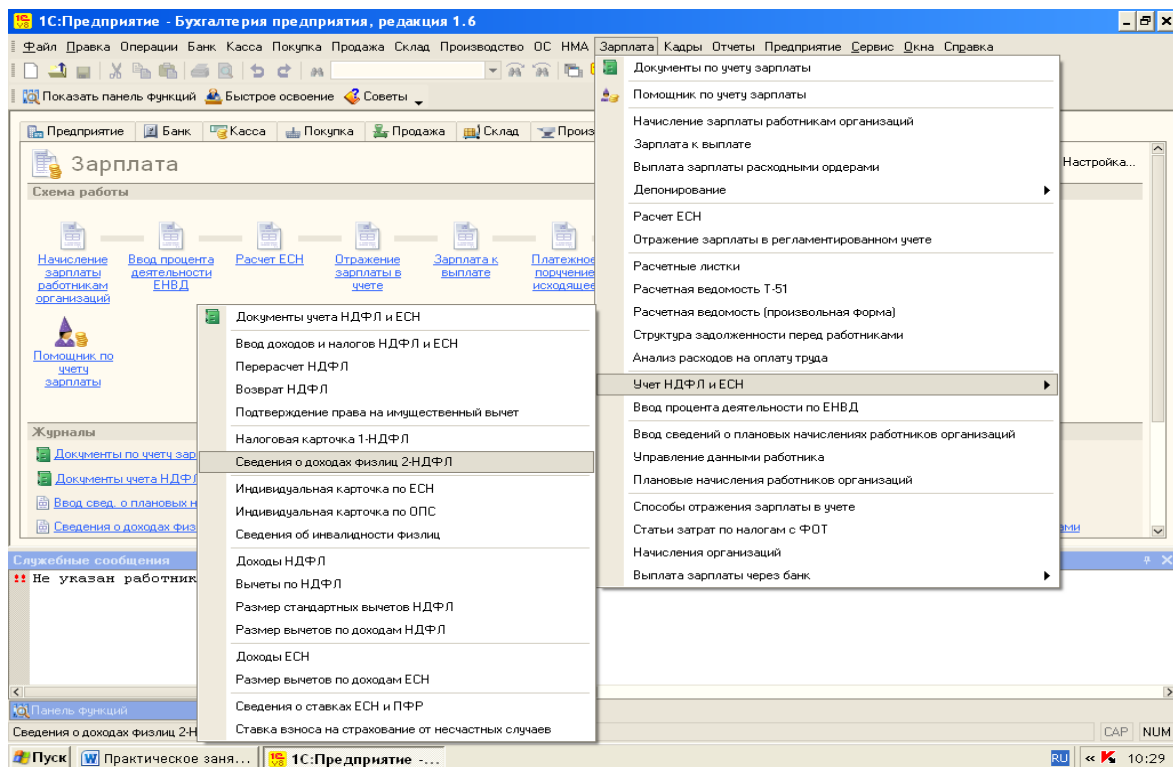 1С:Предприятие - Бухгалтерия предприятия, редакция 1.6
Файл Правка Операции Банк Касса Покупка Продажа Склад Производство ОС НМА Зарплата Кадры Отчеты Предприятие Сервис Окна Справка
Показать панель функций Быстрое освоение Советы
Предприятие Банк Касса Покупка Продажа Склад Произв
Зарплата
Настройка...
Схема работы
Начисление зарплаты работникам организаций
Ввод процента деятельности ЕНВД
Расчет ЕСН
Отражение зарплаты в учете
Зарплата к выплате
Платежное поручение исходящее
Помощник по учету зарплаты
Журналы
Документы по учету зар
Документы учета НДФЛ
Ввод свед. о плановых н
Сведения о доходах физ
ами
Документы по учету зарплаты
Помощник по учету зарплаты
Начисление зарплаты работникам организаций
Зарплата к выплате
Выплата зарплаты расходными ордерами
Депонирование
Расчет ЕСН
Отражение зарплаты в регламентированном учете
Расчетные листки
Расчетная ведомость Т-51
Расчетная ведомость (произвольная форма)
Структура задолженности перед работниками
Анализ расходов на оплату труда
Учет НДФЛ и ЕСН
Ввод процента деятельности по ЕНВД
Ввод сведений о плановых начислениях работников организаций
Управление данными работника
Плановые начисления работников организаций
Способы отражения зарплаты в учете
Статьи затрат по налогам с ФОТ
Начисления организаций
Выплата зарплаты через банк
Документы учета НДФЛ и ЕСН
Ввод доходов и налогов НДФЛ и ЕСН
Перерасчет НДФЛ
Возврат НДФЛ
Подтверждение права на имущественный вычет
Налоговая карточка 1-НДФЛ
Сведения о доходах физлиц 2-НДФЛ
Индивидуальная карточка по ЕСН
Индивидуальная карточка по ОПС
Сведения об инвалидности физлиц
Доходы НДФЛ
Вычеты по НДФЛ
Размер стандартных вычетов НДФЛ
Размер вычетов по доходам НДФЛ
Доходы ЕСН
Размер вычетов по доходам ЕСН
Сведения о ставках ЕСН и ПФР
Ставка взноса на страхование от несчастных случаев
Служебные сообщения
Не указан работник
Панель функций
Сведения о доходах физлиц 2-Н
CAP NUM
Пуск Практическое заня... 1С:Предприятие -... RU « 10:29